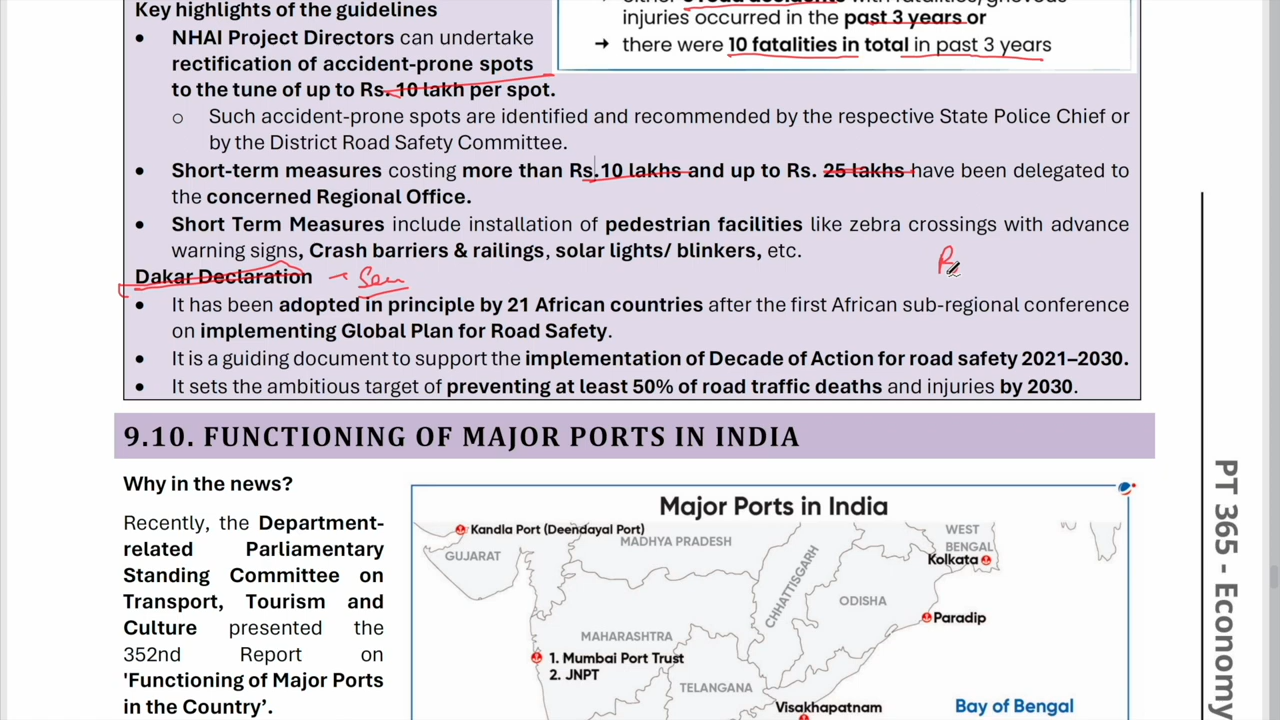 Key highlights of the guidelines
• NHAI Project Directors can undertake
rectification of accident-prone spots
to the tune of up to Rs. 10 lakh per spot.
injuries occurred in the past 3 years or
→ there were 10 fatalities in total in past 3 years
o Such accident-prone spots are identified and recommended by the respective State Police Chief or
by the District Road Safety Committee.
• Short-term measures costing more than Rs.10 lakhs and up to Rs. 25 lakhs have been delegated to
the concerned Regional Office.
• Short Term Measures include installation of pedestrian facilities like zebra crossings with advance
warning signs, Crash barriers & railings, solar lights/ blinkers, etc.
Dakar Declaration
• It has been adopted in principle by 21 African countries after the first African sub-regional conference
on implementing Global Plan for Road Safety.
• It is a guiding document to support the implementation of Decade of Action for road safety 2021–2030.
• It sets the ambitious target of preventing at least 50% of road traffic deaths and injuries by 2030.
9.10. FUNCTIONING OF MAJOR PORTS IN INDIA
Why in the news?
Recently, the Department-
related Parliamentary
Standing Committee on
Transport, Tourism and
Culture presented the
352nd Report on
'Functioning of Major Ports
in the Country’.
Major Ports in India
Kandla Port (Deendayal Port)
GUJARAT
MADHYA PRADESH
CHHATTISGARH
WEST
BENGAL
Kolkata
ODISHA
Paradip
MAHARASHTRA
1. Mumbai Port Trust
2. JNPT
TELANGANA
Visakhapatnam
Bay of Bengal
PT 365 - Economy